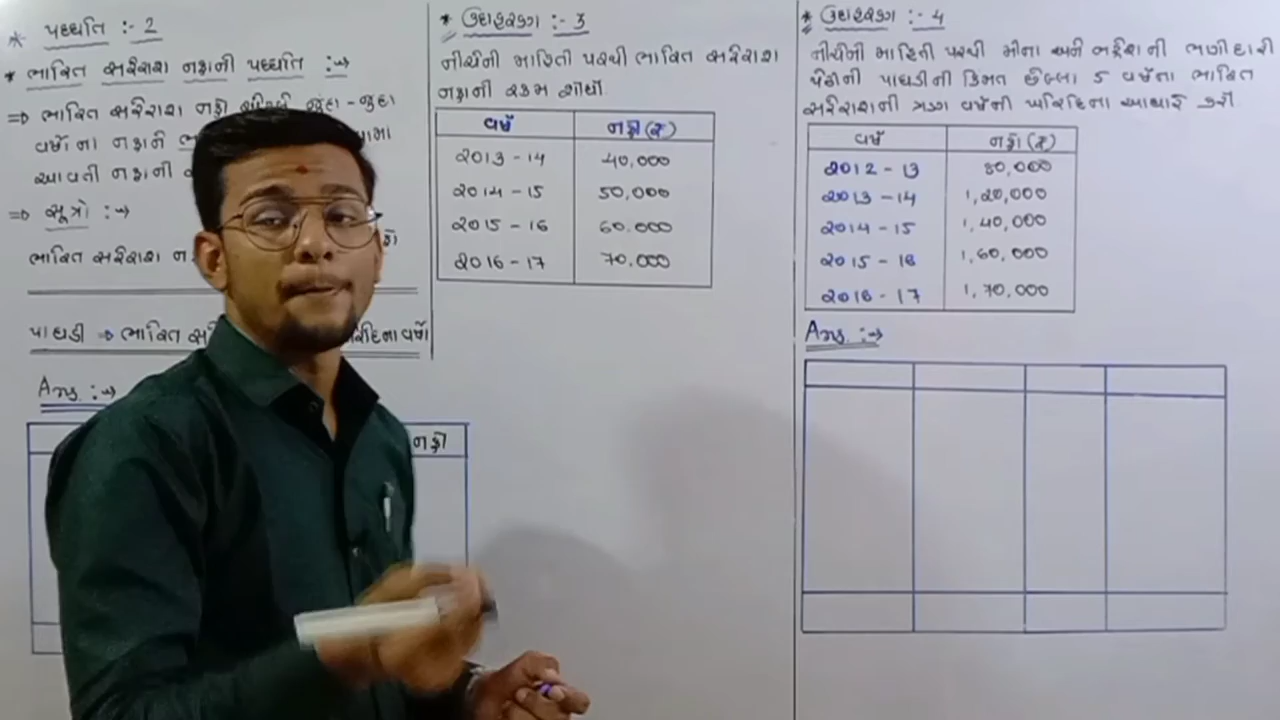 * પધ્ધતિ :- 2
* ભારિત સરેરાશ નફાની પધ્ધતિ :→
⇒ ભારિત સરેરાશ નફો જુદા - જુદા
વર્ષોના નફાને
આવતી નફાની
⇒ સૂત્રો :→
ભારિત સરેરાશ ન
પાઘડી ⇒ ભારિત સરે
Ans :→
નફો
* ઉદાહરણ :- 3
નીચેની માહિતી પરથી ભારિત સરેરાશ
નફાની રકમ શોધો
વર્ષ નફો (₹)
2013 - 14 40,000
2014 - 15 50,000
2015 - 16 60,000
2016 - 17 70,000
* ઉદાહરણ :- 4
નીચેની માહિતી પરથી મીના અને ભાગીદારી
પેઢીની પાઘડીની કિંમત છેલ્લા 5 વર્ષના ભારિત
સરેરાશની ત્રણ વર્ષની ખરીદીના આધારે કરો
વર્ષ નફો (₹)
2012 - 13 80,000
2013 - 14 1,20,000
2014 - 15 1,40,000
2015 - 16 1,60,000
2016 - 17 1,70,000
Ans :→